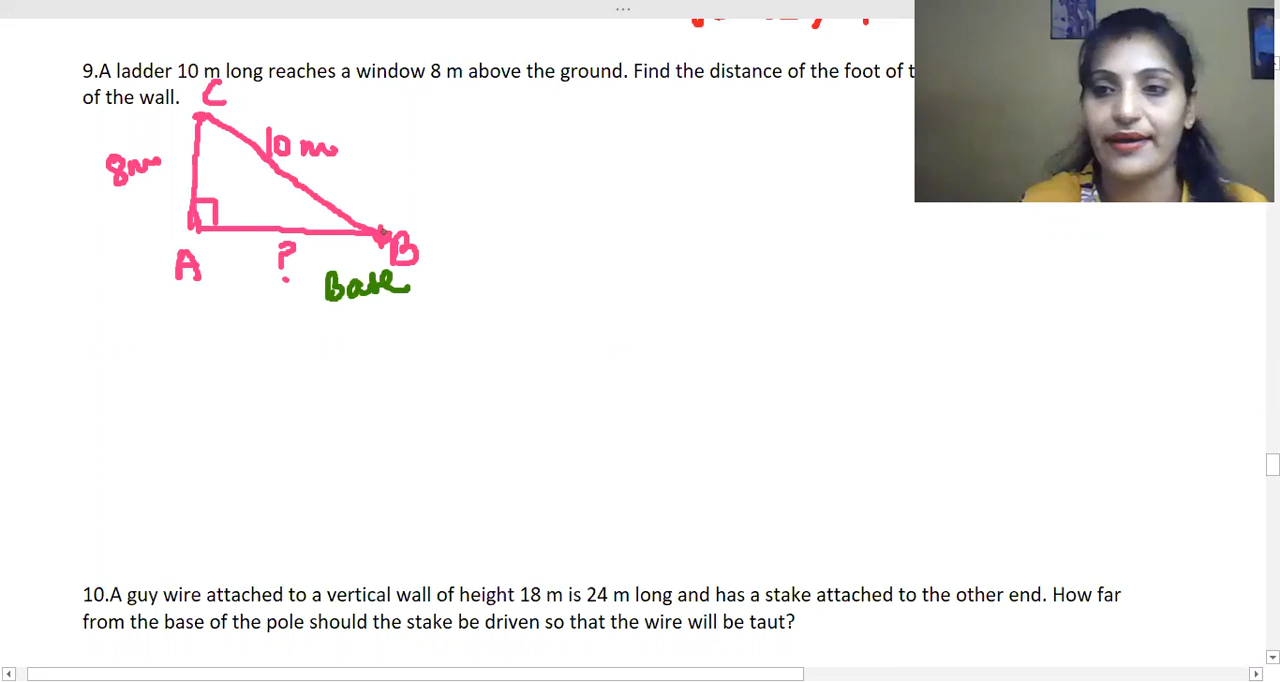 9.A ladder 10 m long reaches a window 8 m above the ground. Find the distance of the foot of
of the wall.
C
10 m
8m
A
?
B
Base
10.A guy wire attached to a vertical wall of height 18 m is 24 m long and has a stake attached to the other end. How far
from the base of the pole should the stake be driven so that the wire will be taut?